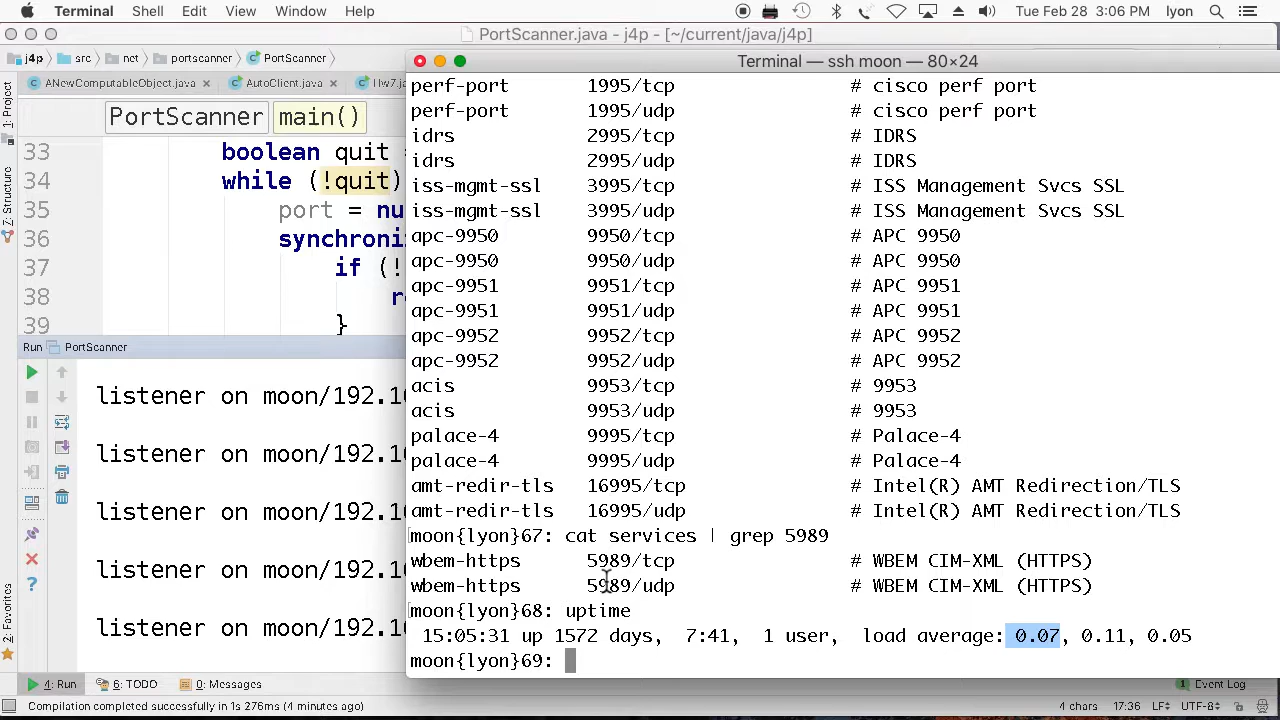 Terminal Shell Edit View Window Help Tue Feb 28 3:06 PM lyon
PortScanner.java - j4p - [~/current/java/j4p]
j4p src net portscanner PortScanner
ANewComputableObject.java AutoClient.java Hw7.j
Terminal — ssh moon — 80×24
1: Project
7: Structure
2: Favorites
PortScanner main()
33 boolean quit =
34 while (!quit)
35 port = nu
36 synchroni
37 if (!
38 re
39 }
Run PortScanner
listener on moon/192.16
listener on moon/192.16
listener on moon/192.16
listener on moon/192.16
listener on moon/192.16
perf-port 1995/tcp # cisco perf port
perf-port 1995/udp # cisco perf port
idrs 2995/tcp # IDRS
idrs 2995/udp # IDRS
iss-mgmt-ssl 3995/tcp # ISS Management Svcs SSL
iss-mgmt-ssl 3995/udp # ISS Management Svcs SSL
apc-9950 9950/tcp # APC 9950
apc-9950 9950/udp # APC 9950
apc-9951 9951/tcp # APC 9951
apc-9951 9951/udp # APC 9951
apc-9952 9952/tcp # APC 9952
apc-9952 9952/udp # APC 9952
acis 9953/tcp # 9953
acis 9953/udp # 9953
palace-4 9995/tcp # Palace-4
palace-4 9995/udp # Palace-4
amt-redir-tls 16995/tcp # Intel(R) AMT Redirection/TLS
amt-redir-tls 16995/udp # Intel(R) AMT Redirection/TLS
moon{lyon}67: cat services | grep 5989
wbem-https 5989/tcp # WBEM CIM-XML (HTTPS)
wbem-https 5989/udp # WBEM CIM-XML (HTTPS)
moon{lyon}68: uptime
15:05:31 up 1572 days, 7:41, 1 user, load average: 0.07, 0.11, 0.05
moon{lyon}69:
4: Run 6: TODO 0: Messages 1 Event Log
Compilation completed successfully in 1s 276ms (4 minutes ago) 4 chars 17:36 LF÷ UTF-8÷